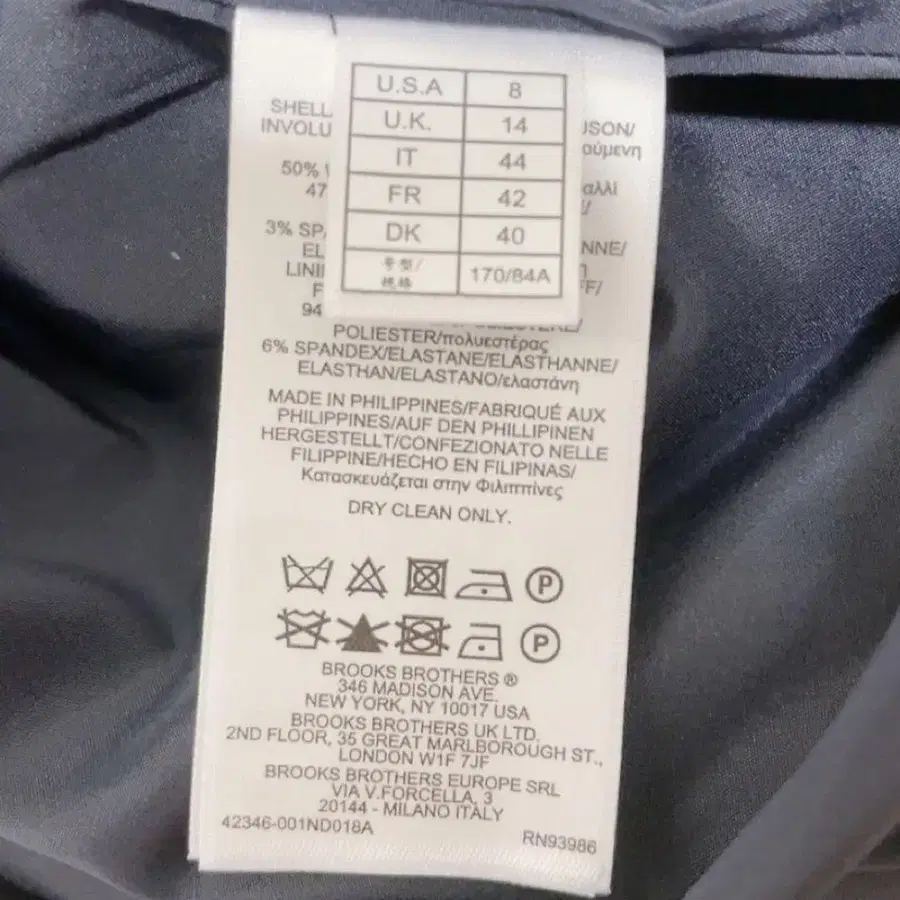 U.S.A 8
U.K. 14
IT 44
FR 42
DK 40
号型/
规格 170/84A
SHELL
INVOLU
50%
47
3% SP
94
POLIESTER/πολυεστέρας
6% SPANDEX/ELASTANE/ELASTHANNE/
ELASTHAN/ELASTANO/ελαστάνη
MADE IN PHILIPPINES/FABRIQUÉ AUX
PHILIPPINES/AUF DEN PHILLIPINEN
HERGESTELLT/CONFEZIONATO NELLE
FILIPPINE/HECHO EN FILIPINAS/
Κατασκευάζεται στην Φιλιππίνες
DRY CLEAN ONLY.
P
P
BROOKS BROTHERS ®
346 MADISON AVE.
NEW YORK, NY 10017 USA
BROOKS BROTHERS UK LTD.
2ND FLOOR, 35 GREAT MARLBOROUGH ST.,
LONDON W1F 7JF
BROOKS BROTHERS EUROPE SRL
VIA V.FORCELLA, 3
20144 - MILANO ITALY
42346-001ND018A RN93986